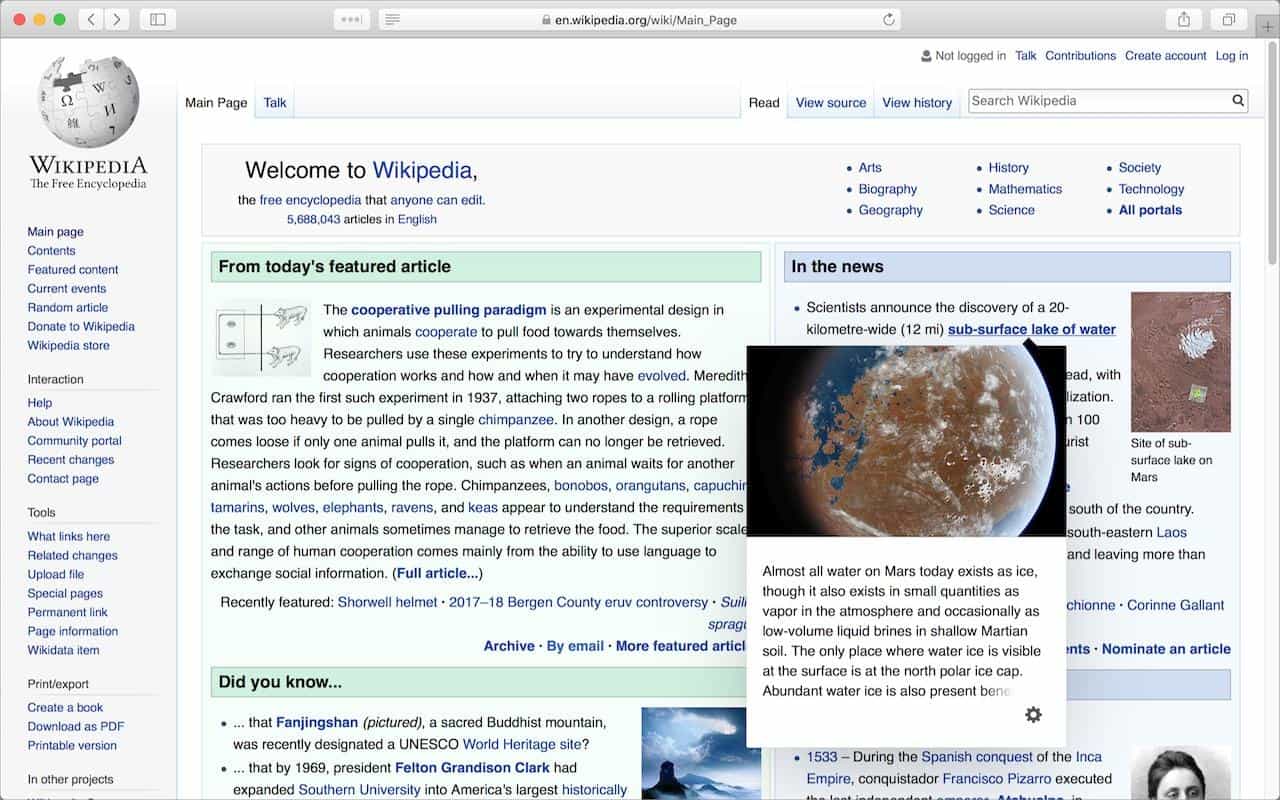 en.wikipedia.org/wiki/Main_Page
Not logged in Talk Contributions Create account Log in
Main Page Talk
Read View source View history Search Wikipedia
Ω W И 7
WIKIPEDIA
The Free Encyclopedia
Main page
Contents
Featured content
Current events
Random article
Donate to Wikipedia
Wikipedia store
Interaction
Help
About Wikipedia
Community portal
Recent changes
Contact page
Tools
What links here
Related changes
Upload file
Special pages
Permanent link
Page information
Wikidata item
Print/export
Create a book
Download as PDF
Printable version
In other projects
Welcome to Wikipedia,
the free encyclopedia that anyone can edit.
5,688,043 articles in English
• Arts
• Biography
• Geography
• History
• Mathematics
• Science
• Society
• Technology
• All portals
From today's featured article
The cooperative pulling paradigm is an experimental design in
which animals cooperate to pull food towards themselves.
Researchers use these experiments to try to understand how
cooperation works and how and when it may have evolved. Meredith
Crawford ran the first such experiment in 1937, attaching two ropes to a rolling platform
that was too heavy to be pulled by a single chimpanzee. In another design, a rope
comes loose if only one animal pulls it, and the platform can no longer be retrieved.
Researchers look for signs of cooperation, such as when an animal waits for another
animal's actions before pulling the rope. Chimpanzees, bonobos, orangutans, capuchin
tamarins, wolves, elephants, ravens, and keas appear to understand the requirements
the task, and other animals sometimes manage to retrieve the food. The superior scale
and range of human cooperation comes mainly from the ability to use language to
exchange social information. (Full article...)
Recently featured: Shorwell helmet · 2017–18 Bergen County eruv controversy · Suill
sprag
Archive · By email · More featured articl
Did you know...
• ... that Fanjingshan (pictured), a sacred Buddhist mountain,
was recently designated a UNESCO World Heritage site?
• ... that by 1969, president Felton Grandison Clark had
expanded Southern University into America's largest historically
In the news
• Scientists announce the discovery of a 20-
kilometre-wide (12 mi) sub-surface lake of water
ead, with
lization.
n 100
urist
Site of sub-
surface lake on
Mars
south of the country.
south-eastern Laos
and leaving more than
chionne · Corinne Gallant
ents · Nominate an article
Almost all water on Mars today exists as ice,
though it also exists in small quantities as
vapor in the atmosphere and occasionally as
low-volume liquid brines in shallow Martian
soil. The only place where water ice is visible
at the surface is at the north polar ice cap.
Abundant water ice is also present bene
• 1533 – During the Spanish conquest of the Inca
Empire, conquistador Francisco Pizarro executed
the last independent emperor, Atahualpa, in